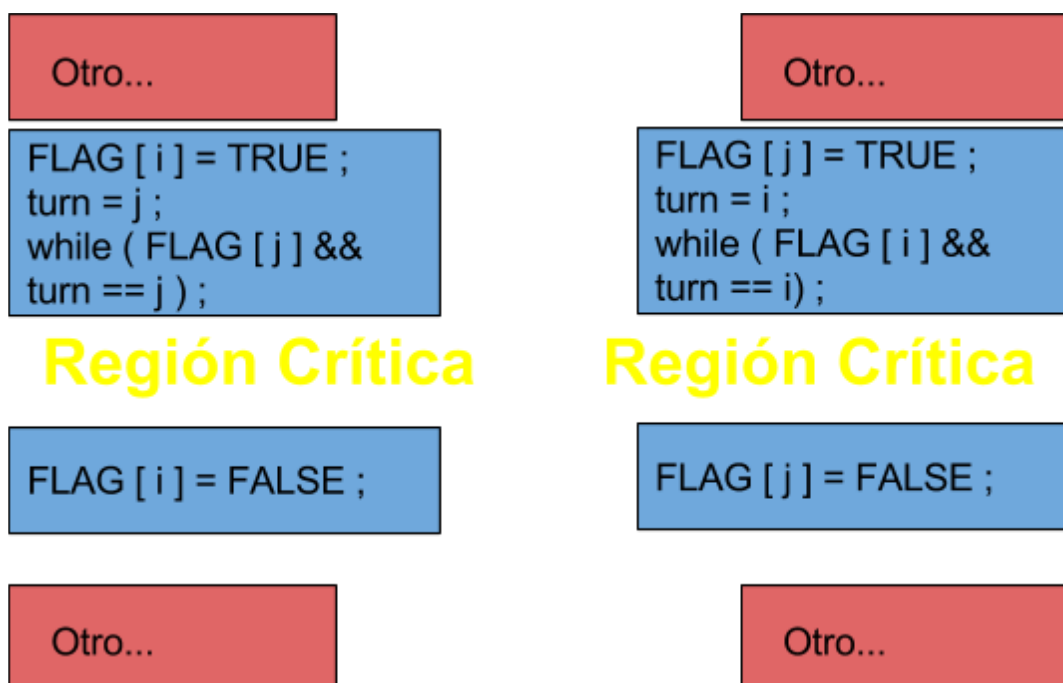 Otro...
FLAG [ i ] = TRUE ;
turn = j ;
while ( FLAG [ j ] &&
turn == j ) ;
Región Crítica
FLAG [ i ] = FALSE ;
Otro...
Otro...
FLAG [ j ] = TRUE ;
turn = i ;
while ( FLAG [ i ] &&
turn == i) ;
Región Crítica
FLAG [ j ] = FALSE ;
Otro...